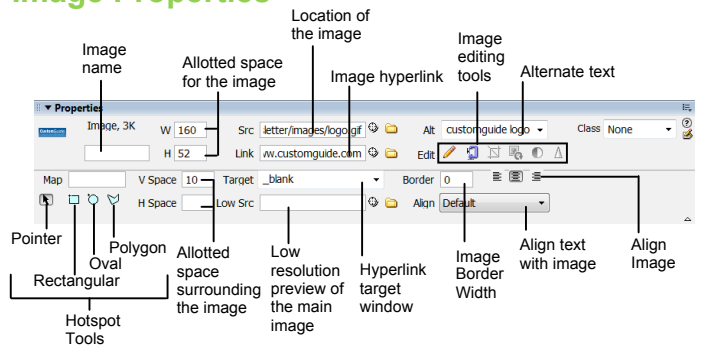 Image Properties
Location of
the image
Image
name
Allotted space
for the image
Image hyperlink
Image
editing
tools
Alternate text
Properties
Image, 3K
W 160
Src letter/images/logo.gif
Alt customguide logo
Class None
H 52
Link w.customguide.com
Edit
Map
V Space 10
Target _blank
Border 0
H Space
Low Src
Align Default
Pointer
Oval
Polygon
Rectangular
Hotspot
Tools
Allotted
space
surrounding
the image
Low
resolution
preview of
the main
image
Hyperlink
target
window
Image
Border
Width
Align text
with image
Align
Image